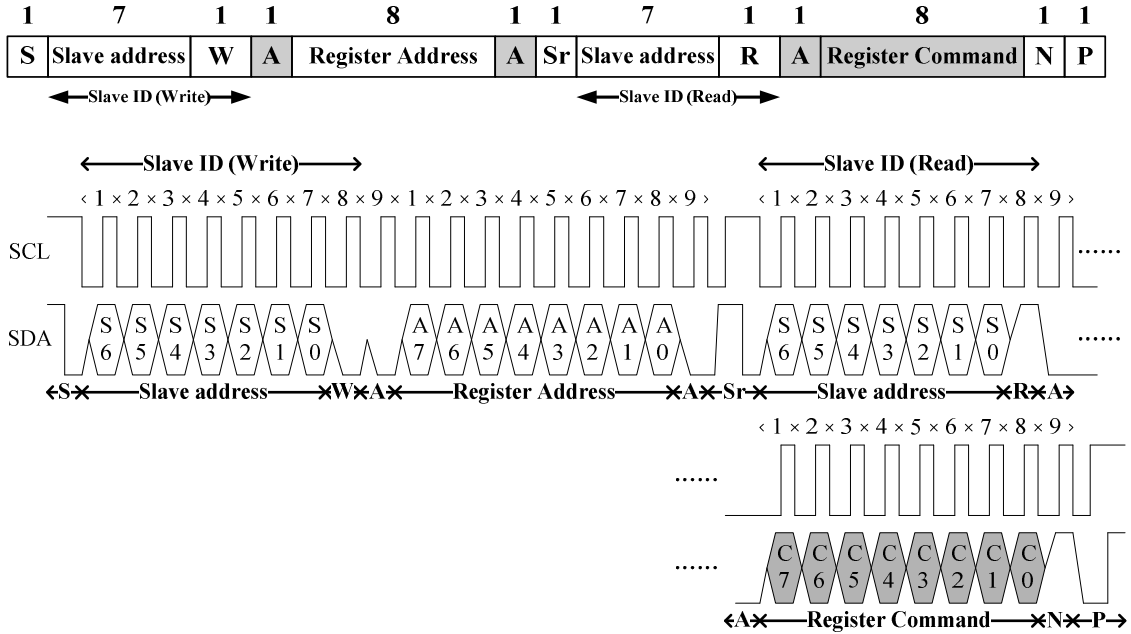 1 7 1 1 8 1 1 7 1 1 8 1 1
S Slave address W A Register Address A Sr Slave address R A Register Command N P
Slave ID (Write) Slave ID (Read)
Slave ID (Write) Slave ID (Read)
‹ 1 × 2 × 3 × 4 × 5 × 6 × 7 × 8 × 9 × 1 × 2 × 3 × 4 × 5 × 6 × 7 × 8 × 9 › ‹ 1 × 2 × 3 × 4 × 5 × 6 × 7 × 8 × 9 ›
SCL ......
SDA S6 S5 S4 S3 S2 S1 S0 A7 A6 A5 A4 A3 A2 A1 A0 S6 S5 S4 S3 S2 S1 S0 ......
S Slave address W A Register Address A Sr Slave address R A
‹ 1 × 2 × 3 × 4 × 5 × 6 × 7 × 8 × 9 ›
......
...... C7 C6 C5 C4 C3 C2 C1 C0
A Register Command N P